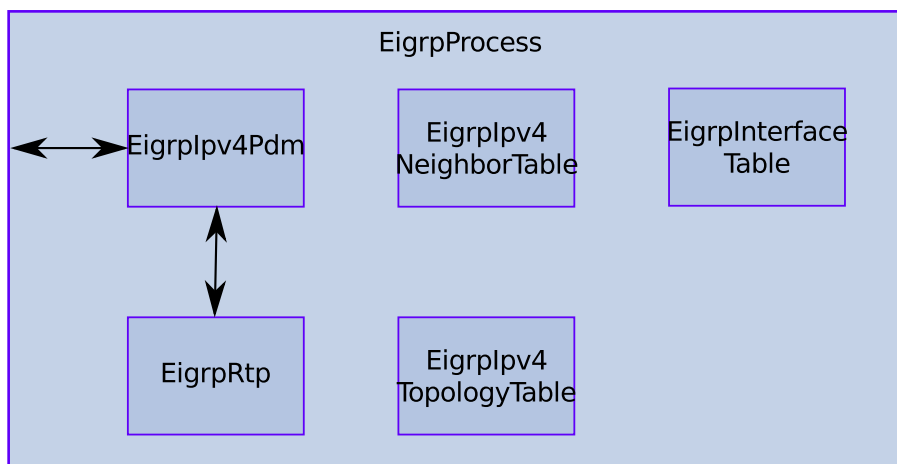 EigrpProcess
EigrpIpv4Pdm
EigrpIpv4
NeighborTable
EigrpInterface
Table
EigrpRtp
EigrpIpv4
TopologyTable